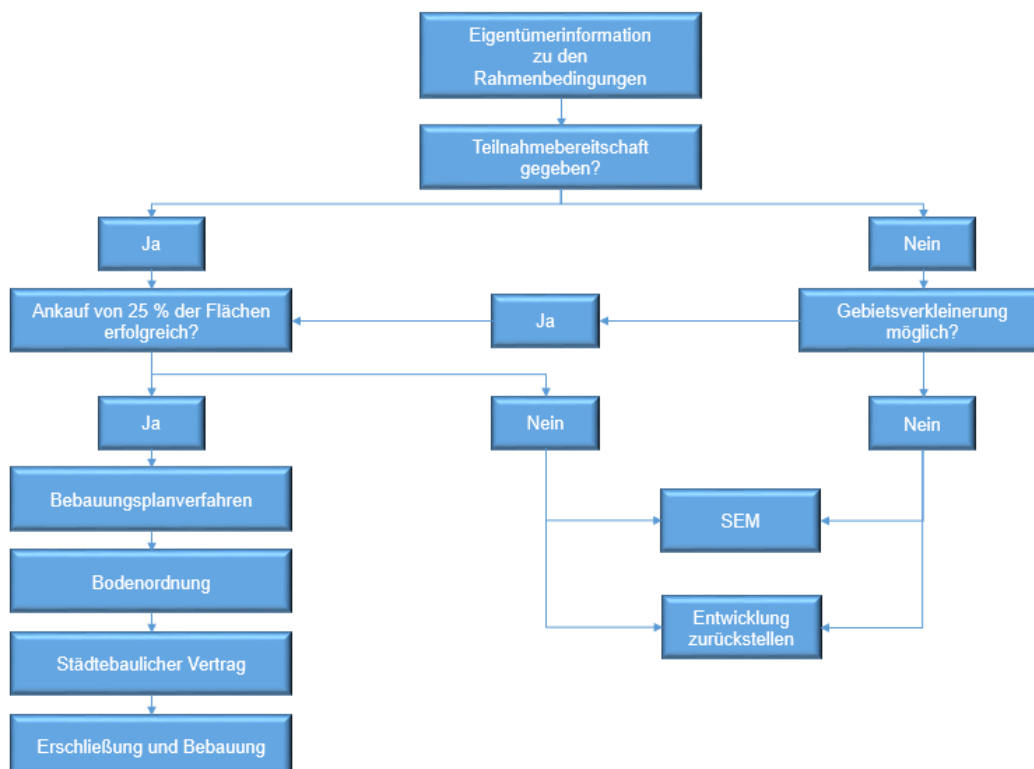 Eigentümerinformation
zu den
Rahmenbedingungen
Teilnahmebereitschaft
gegeben?
Ja
Nein
Ankauf von 25 % der Flächen
erfolgreich?
Ja
Gebietsverkleinerung
möglich?
Ja
Nein
Nein
Bebauungsplanverfahren
SEM
Bodenordnung
Entwicklung
zurückstellen
Städtebaulicher Vertrag
Erschließung und Bebauung